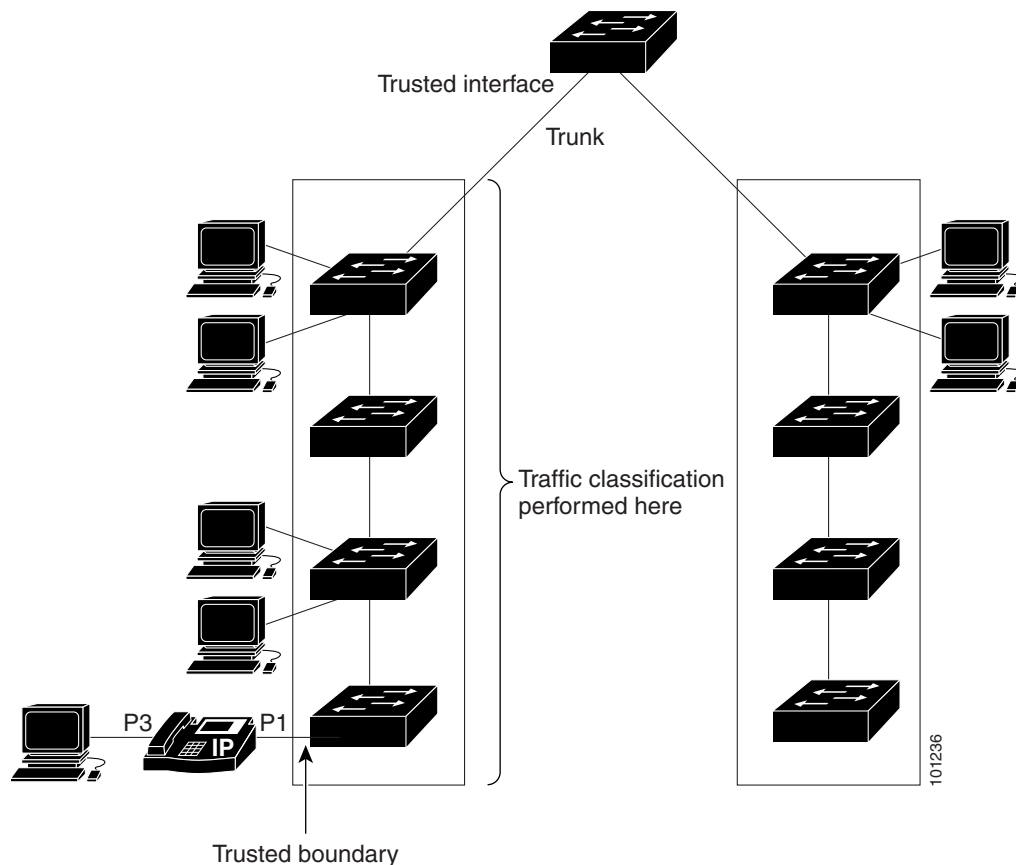 Trusted interface
Trunk
Traffic classification
performed here
P3
IP
P1
101236
Trusted boundary